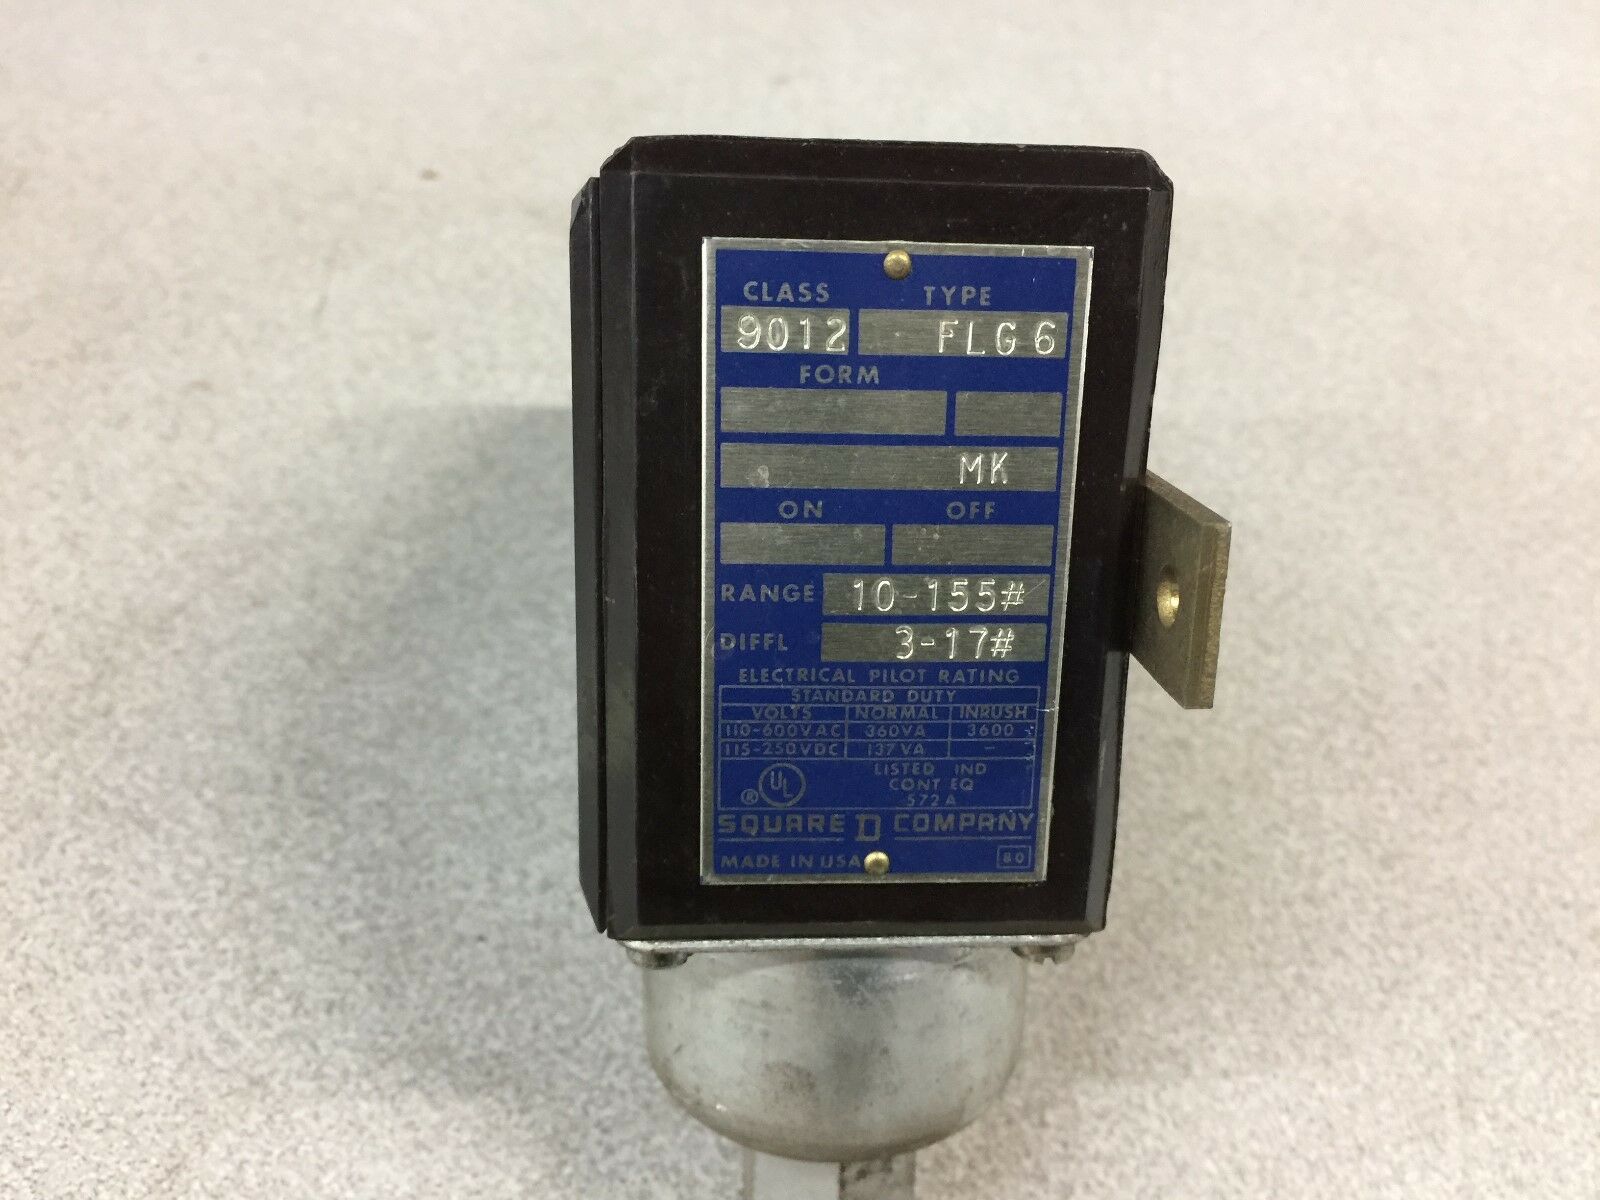 CLASS TYPE
9012 FLG6
FORM
MK
ON OFF
RANGE 10-155#
DIFFL 3-17#
ELECTRICAL PILOT RATING
STANDARD DUTY
VOLTS NORMAL INRUSH
110-600VAC 360VA 3600
115-250VDC 137VA -
UL ® LISTED IND
CONT EQ
572A
SQUARE D COMPANY
MADE IN USA 80